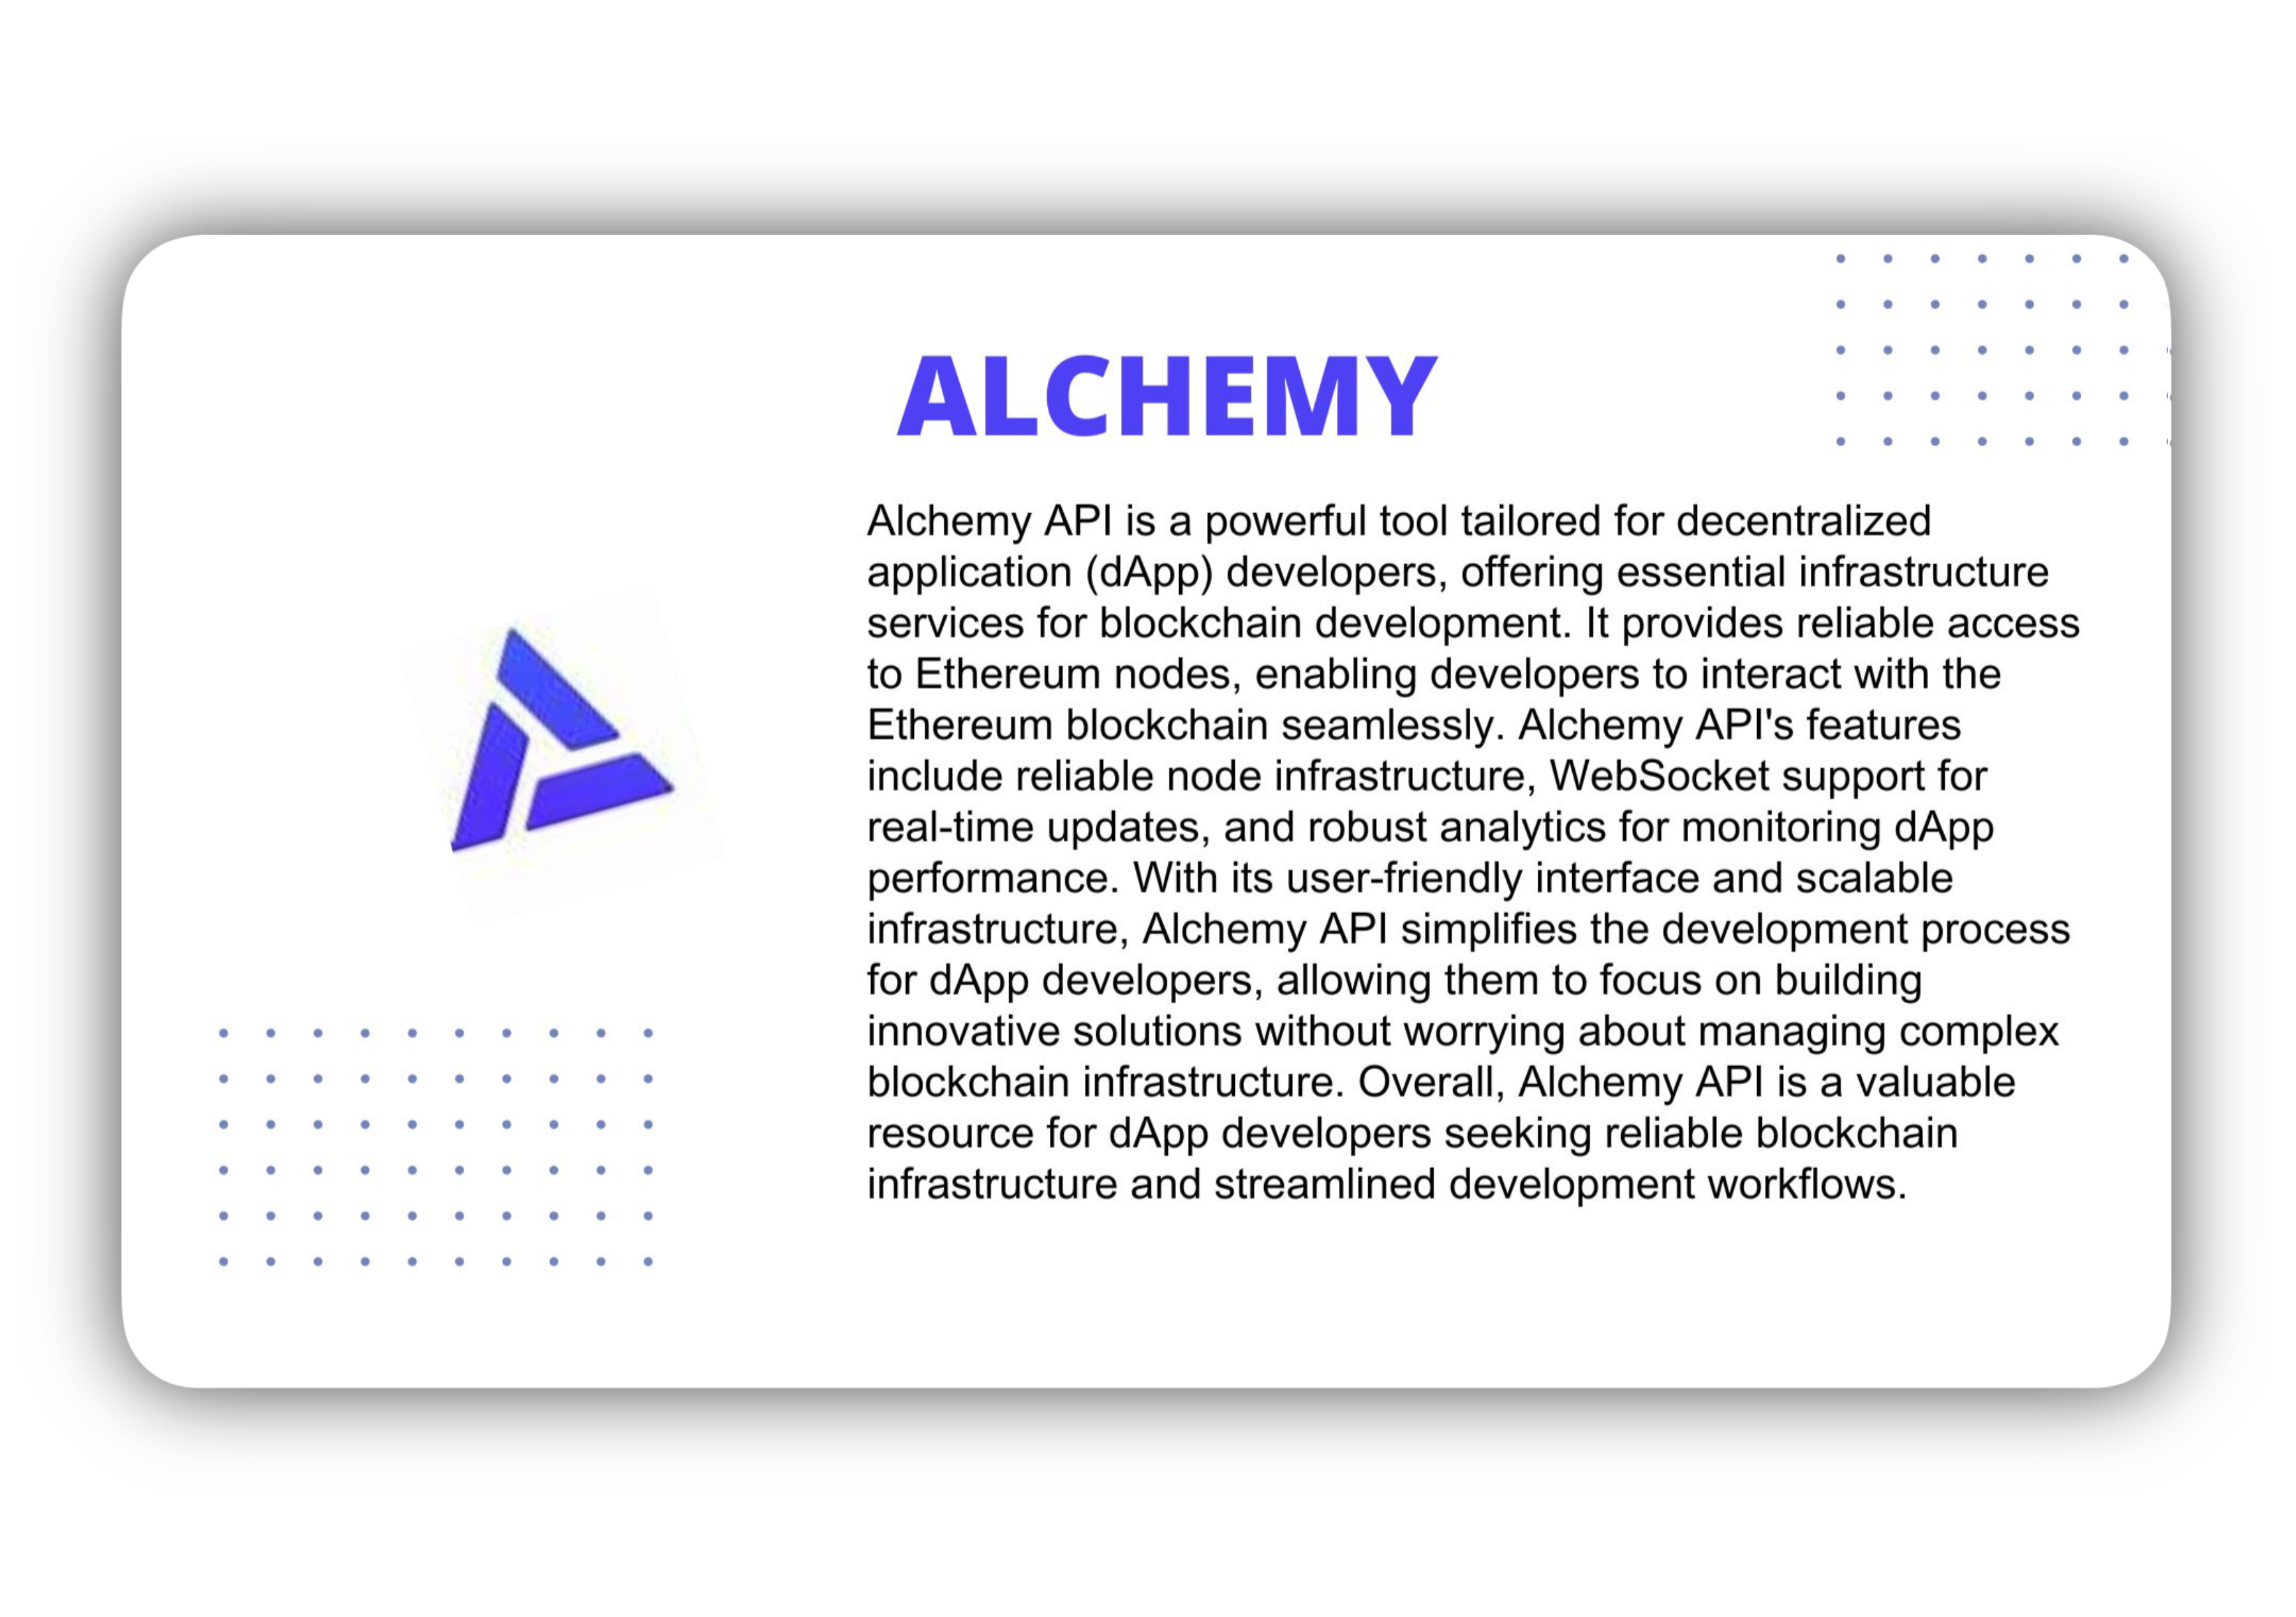 ALCHEMY
Alchemy API is a powerful tool tailored for decentralized
application (dApp) developers, offering essential infrastructure
services for blockchain development. It provides reliable access
to Ethereum nodes, enabling developers to interact with the
Ethereum blockchain seamlessly. Alchemy API's features
include reliable node infrastructure, WebSocket support for
real-time updates, and robust analytics for monitoring dApp
performance. With its user-friendly interface and scalable
infrastructure, Alchemy API simplifies the development process
for dApp developers, allowing them to focus on building
innovative solutions without worrying about managing complex
blockchain infrastructure. Overall, Alchemy API is a valuable
resource for dApp developers seeking reliable blockchain
infrastructure and streamlined development workflows.